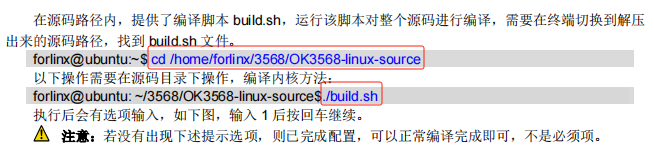 在源码路径内，提供了编译脚本 build.sh，运行该脚本对整个源码进行编译，需要在终端切换到解压
出来的源码路径，找到 build.sh 文件。
forlinx@ubuntu:~$ cd /home/forlinx/3568/OK3568-linux-source
以下操作需要在源码目录下操作，编译内核方法：
forlinx@ubuntu: ~/3568/OK3568-linux-source$./build.sh
执行后会有选项输入，如下图，输入 1 后按回车继续。
注意：若没有出现下述提示选项，则已完成配置，可以正常编译完成即可，不是必须项。